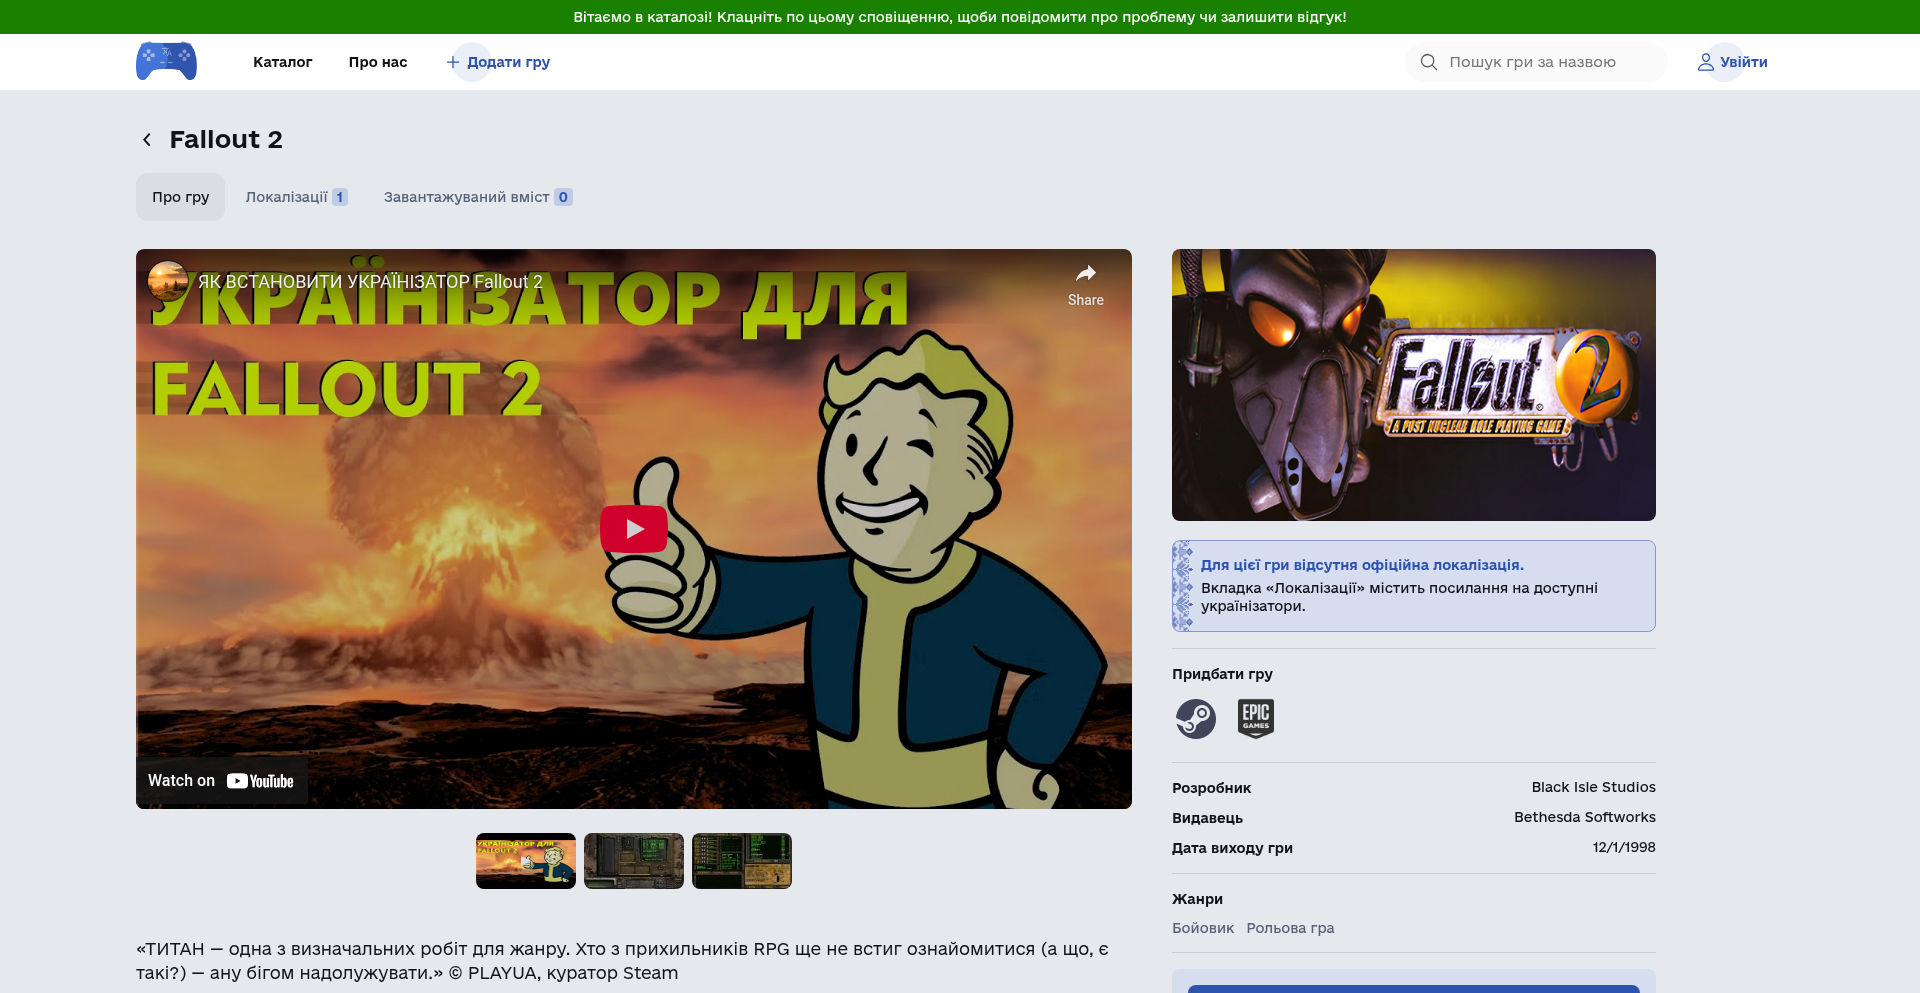 Вітаємо в каталозі! Клацніть по цьому сповіщенню, щоби повідомити про проблему чи залишити відгук!
Каталог
Про нас
Додати гру
Пошук гри за назвою
Увійти
Fallout 2
Про гру
Локалізації 1
Завантажуваний вміст 0
ЯК ВСТАНОВИТИ УКРАЇНІЗАТОР Fallout 2
Share
УКРАЇНІЗАТОР ДЛЯ
FALLOUT 2
Watch on YouTube
УКРАЇНІЗАТОР ДЛЯ
FALLOUT 2
«ТИТАН — одна з визначальних робіт для жанру. Хто з прихильників RPG ще не встиг ознайомитися (а що, є
такі?) — ану бігом надолужувати.» © PLAYUA, куратор Steam
Fallout 2
A POST NUCLEAR ROLE PLAYING GAME
Для цієї гри відсутня офіційна локалізація.
Вкладка «Локалізації» містить посилання на доступні
українізатори.
Придбати гру
EPIC
GAMES
Розробник
Black Isle Studios
Видавець
Bethesda Softworks
Дата виходу гри
12/1/1998
Жанри
Бойовик Рольова гра